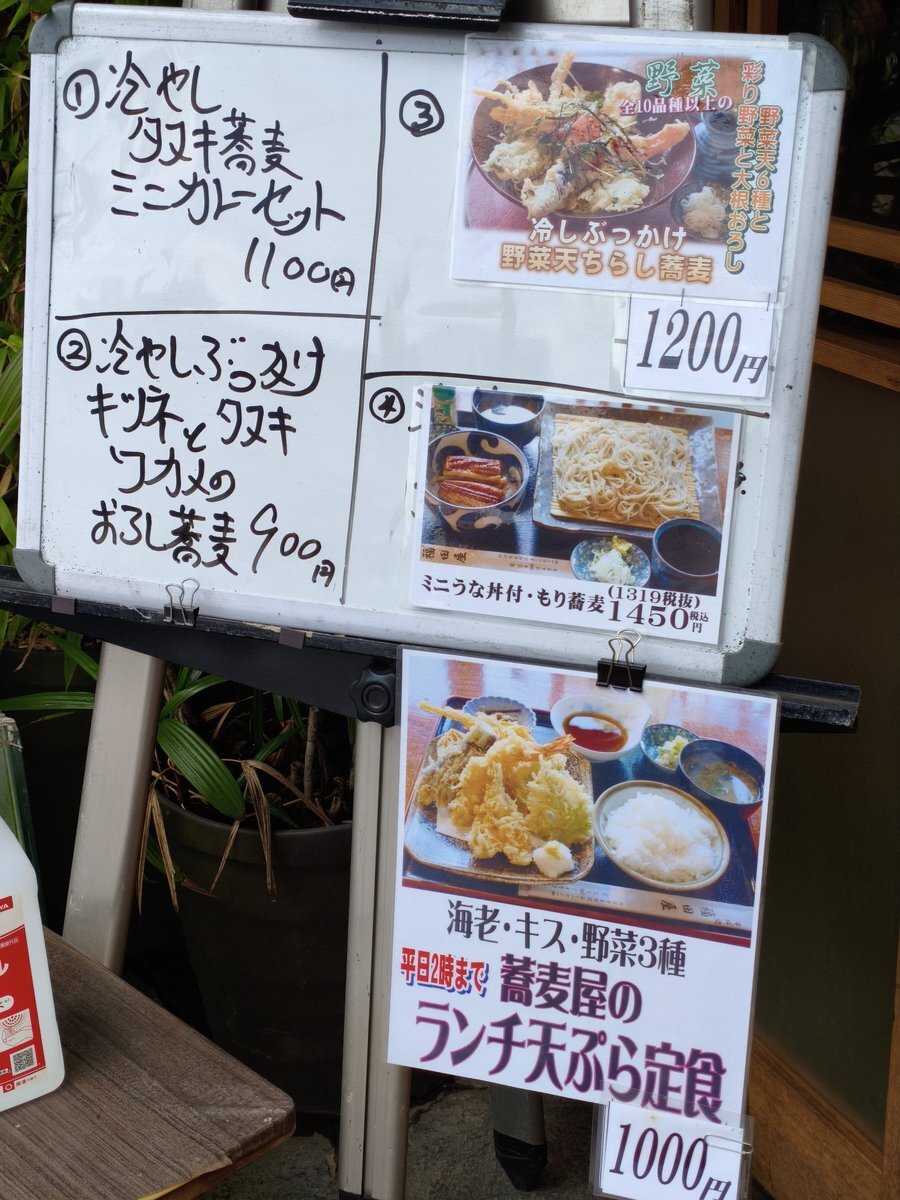 ① 冷やし
タヌキ蕎麦
ミニカレーセット
1100円
② 冷やしぶっかけ
キツネとタヌキ
ワカメの
おろし蕎麦 900円
③
野菜
全10品種以上の
野菜天6種と
彩り野菜と大根おろし
冷しぶっかけ
野菜天ちらし蕎麦
1200円
④
福田屋
ミニうな丼付・もり蕎麦
(1319税抜)
1450税込円
福田屋
海老・キス・野菜3種
平日2時まで
蕎麦屋の
ランチ天ぷら定食
1000円
ル